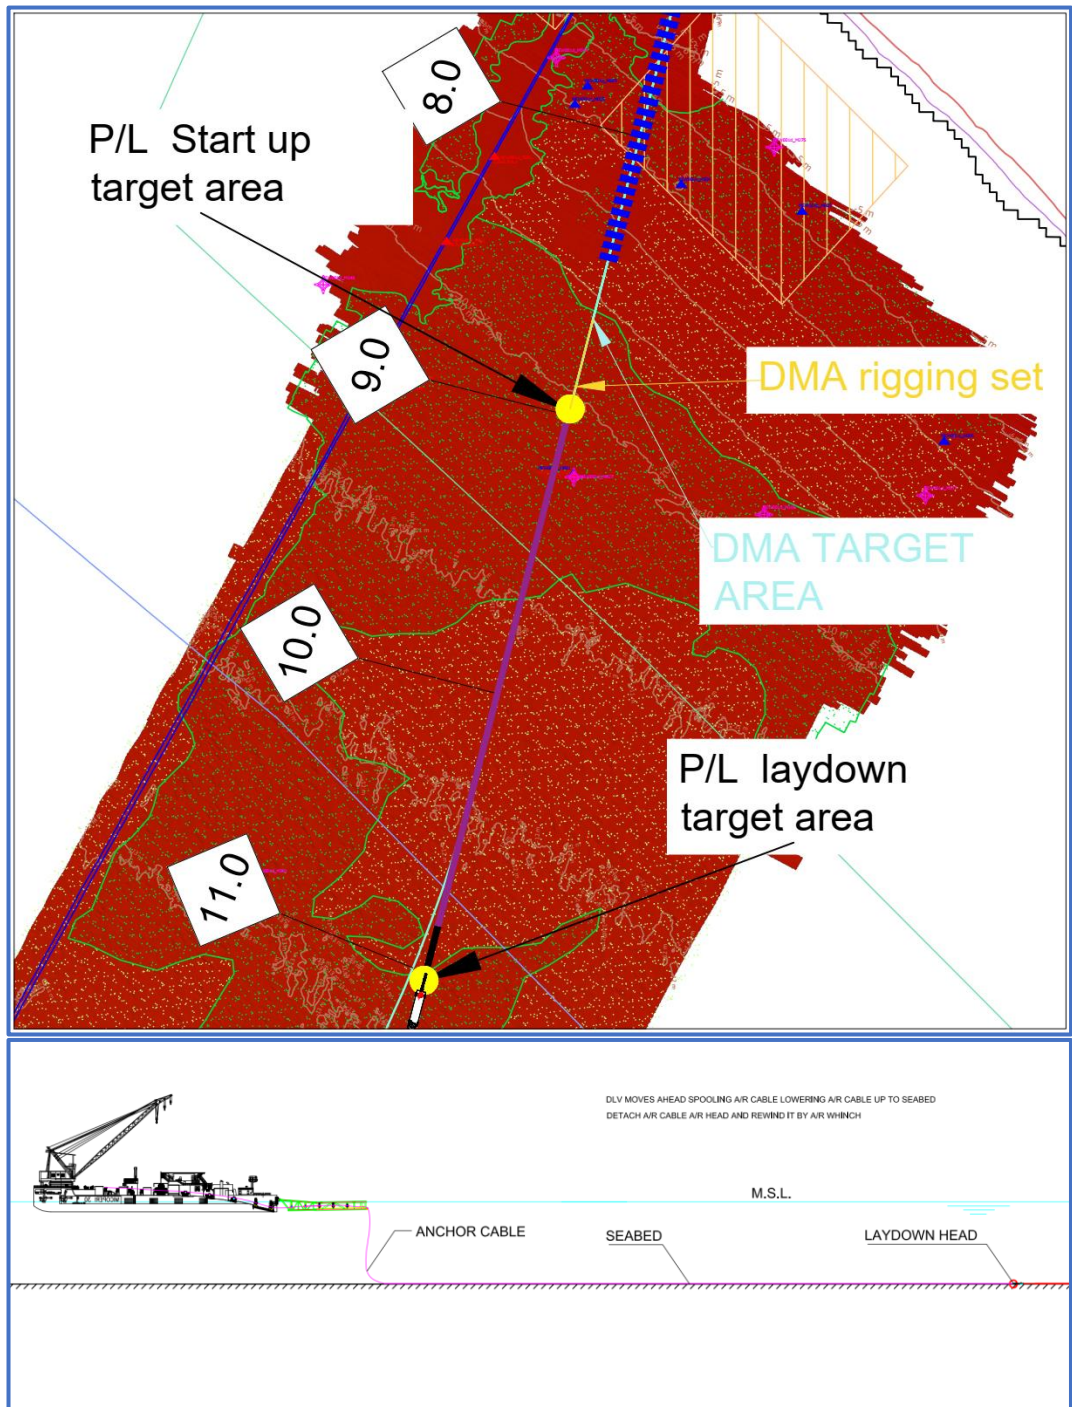 8.0
P/L Start up
target area
9.0
DMA rigging set
DMA TARGET
AREA
10.0
P/L laydown
target area
11.0
DLV MOVES AHEAD SPOOLING A/R CABLE LOWERING A/R CABLE UP TO SEABED
DETACH A/R CABLE A/R HEAD AND REWIND IT BY A/R WHINCH
M.S.L.
ANCHOR CABLE
SEABED
LAYDOWN HEAD